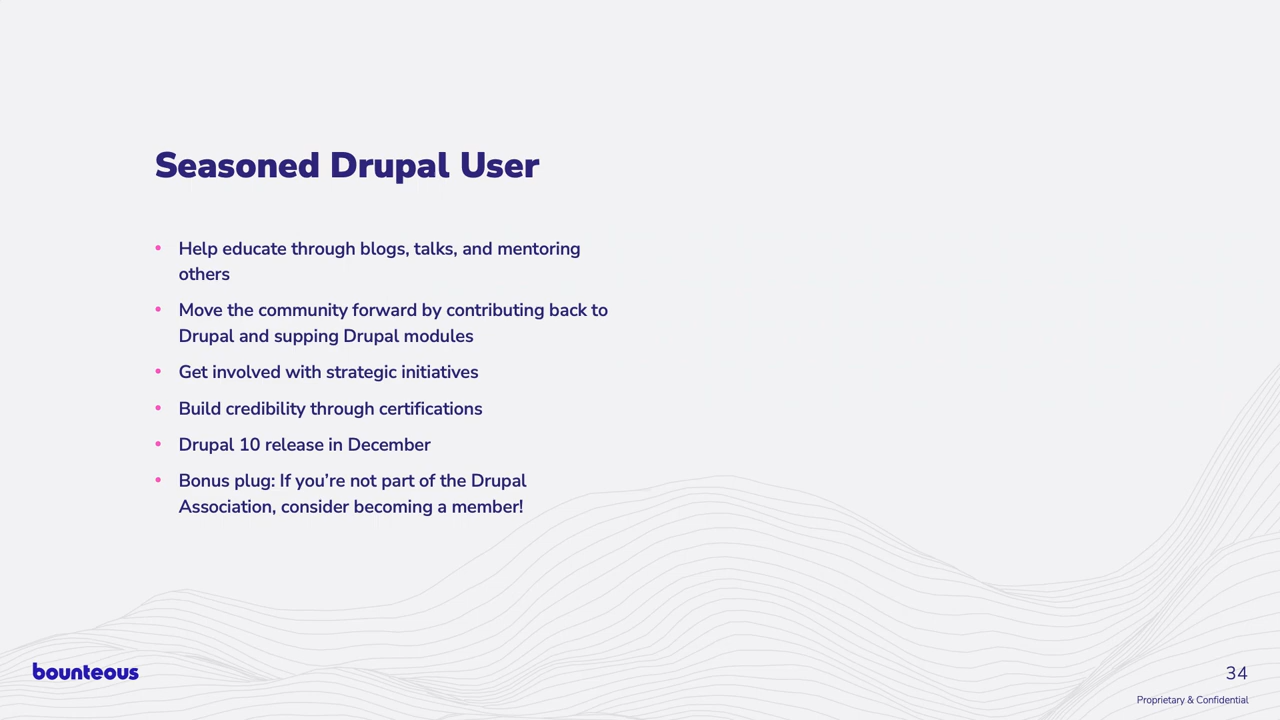 Seasoned Drupal User
• Help educate through blogs, talks, and mentoring
others
• Move the community forward by contributing back to
Drupal and supping Drupal modules
• Get involved with strategic initiatives
• Build credibility through certifications
• Drupal 10 release in December
• Bonus plug: If you’re not part of the Drupal
Association, consider becoming a member!
bounteous
34
Proprietary & Confidential